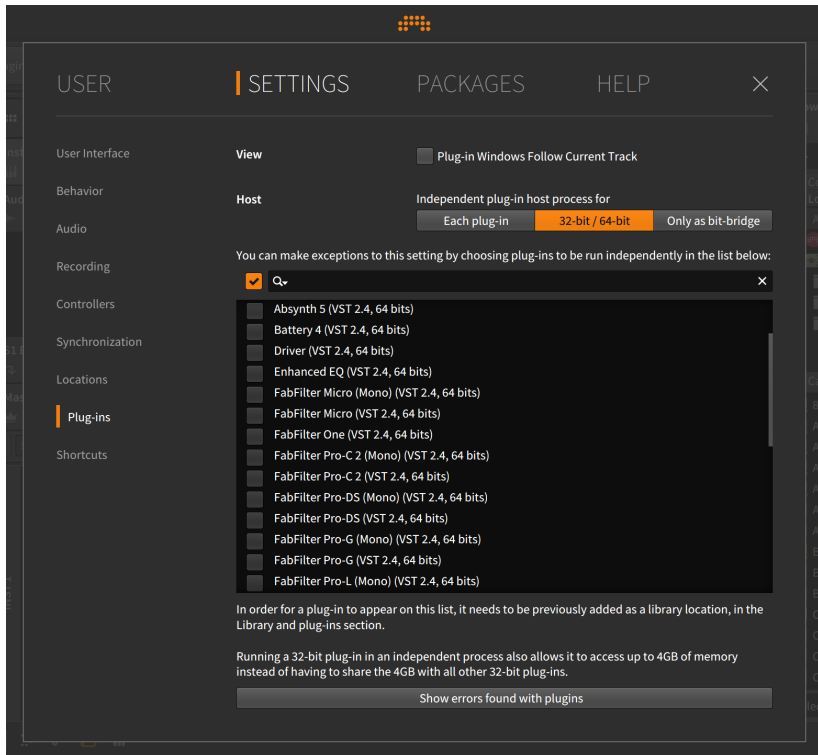 USER
SETTINGS
PACKAGES
HELP
User Interface
Behavior
Audio
Recording
Controllers
Synchronization
Locations
Plug-ins
Shortcuts
View
Plug-in Windows Follow Current Track
Host
Independent plug-in host process for
Each plug-in
32-bit / 64-bit
Only as bit-bridge
You can make exceptions to this setting by choosing plug-ins to be run independently in the list below:
Absynth 5 (VST 2.4, 64 bits)
Battery 4 (VST 2.4, 64 bits)
Driver (VST 2.4, 64 bits)
Enhanced EQ (VST 2.4, 64 bits)
FabFilter Micro (Mono) (VST 2.4, 64 bits)
FabFilter Micro (VST 2.4, 64 bits)
FabFilter One (VST 2.4, 64 bits)
FabFilter Pro-C 2 (Mono) (VST 2.4, 64 bits)
FabFilter Pro-C 2 (VST 2.4, 64 bits)
FabFilter Pro-DS (Mono) (VST 2.4, 64 bits)
FabFilter Pro-DS (VST 2.4, 64 bits)
FabFilter Pro-G (Mono) (VST 2.4, 64 bits)
FabFilter Pro-G (VST 2.4, 64 bits)
FabFilter Pro-L (Mono) (VST 2.4, 64 bits)
In order for a plug-in to appear on this list, it needs to be previously added as a library location, in the
Library and plug-ins section.
Running a 32-bit plug-in in an independent process also allows it to access up to 4GB of memory
instead of having to share the 4GB with all other 32-bit plug-ins.
Show errors found with plugins